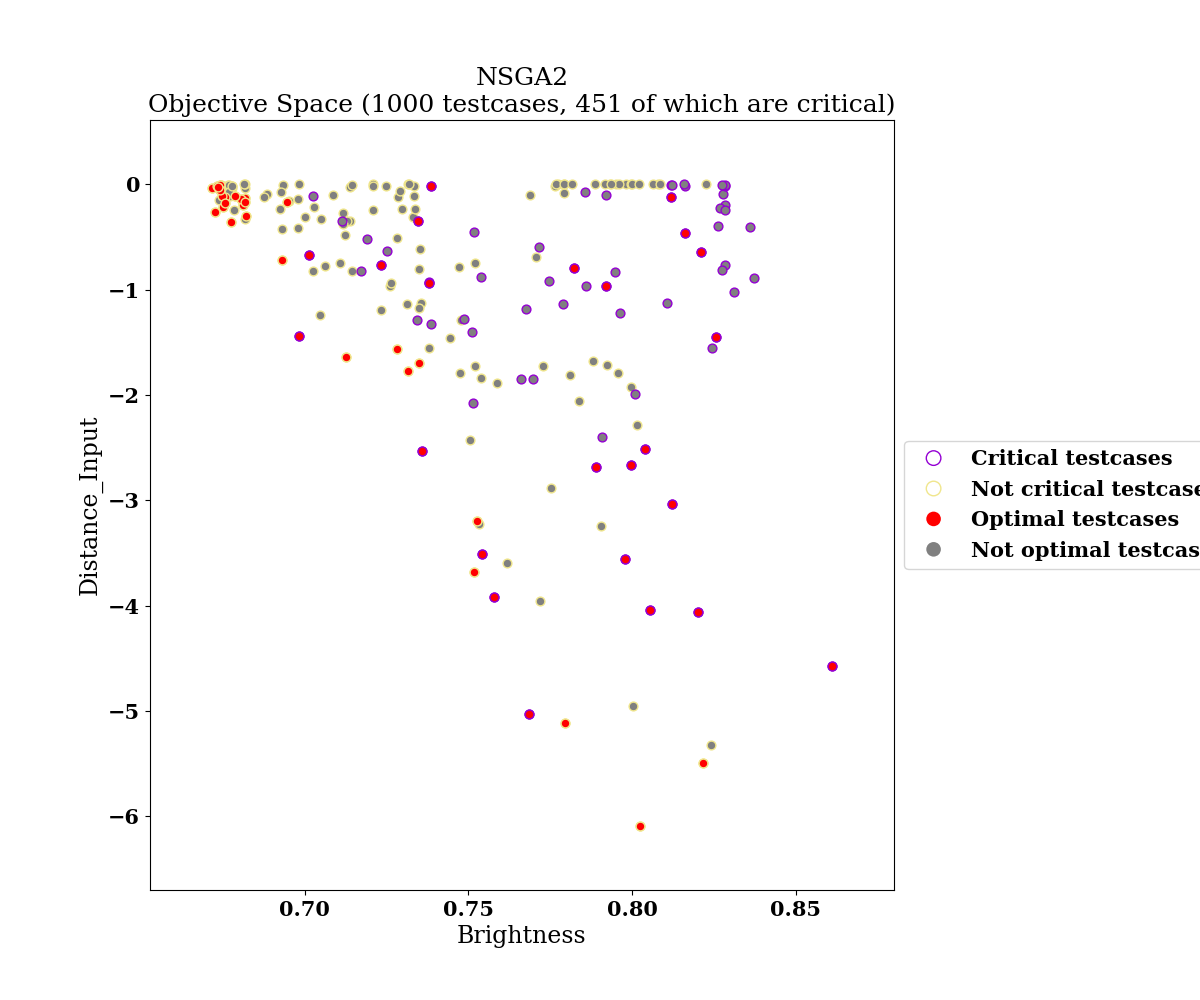 NSGA2
Objective Space (1000 testcases, 451 of which are critical)
0
−1
−2
−3
−4
−5
−6
Distance_Input
0.70 0.75 0.80 0.85
Brightness
Critical testcases
Not critical testcase
Optimal testcases
Not optimal testcas